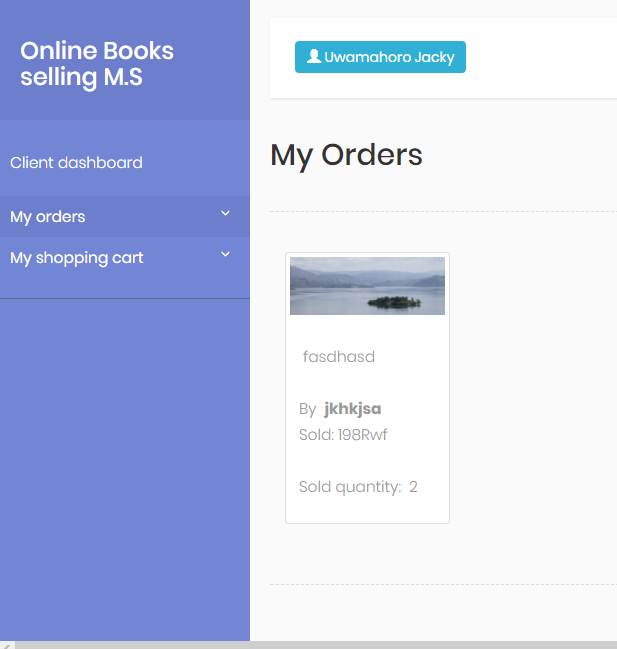 Online Books
selling M.S
Client dashboard
My orders
My shopping cart
Uwamahoro Jacky
My Orders
fasdhasd
By jkhkjsa
Sold: 198Rwf
Sold quantity: 2